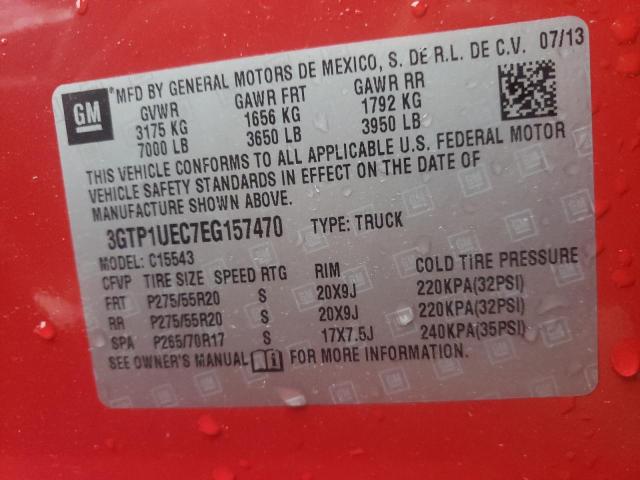 *MFD BY GENERAL MOTORS DE MEXICO, S. DE R.L. DE C.V. 07/13
GM
GVWR GAWR FRT GAWR RR
3175 KG 1656 KG 1792 KG
7000 LB 3650 LB 3950 LB
THIS VEHICLE CONFORMS TO ALL APPLICABLE U.S. FEDERAL MOTOR
VEHICLE SAFETY STANDARDS IN EFFECT ON THE DATE OF
MANUFACTURE SHOWN ABOVE.
3GTP1UEC7EG157470 TYPE: TRUCK
MODEL: C15543
CFVP TIRE SIZE SPEED RTG RIM COLD TIRE PRESSURE
FRT P275/55R20 S 20X9J 220KPA(32PSI)
RR P275/55R20 S 20X9J 220KPA(32PSI)
SPA P265/70R17 S 17X7.5J 240KPA(35PSI)
SEE OWNER'S MANUAL FOR MORE INFORMATION.